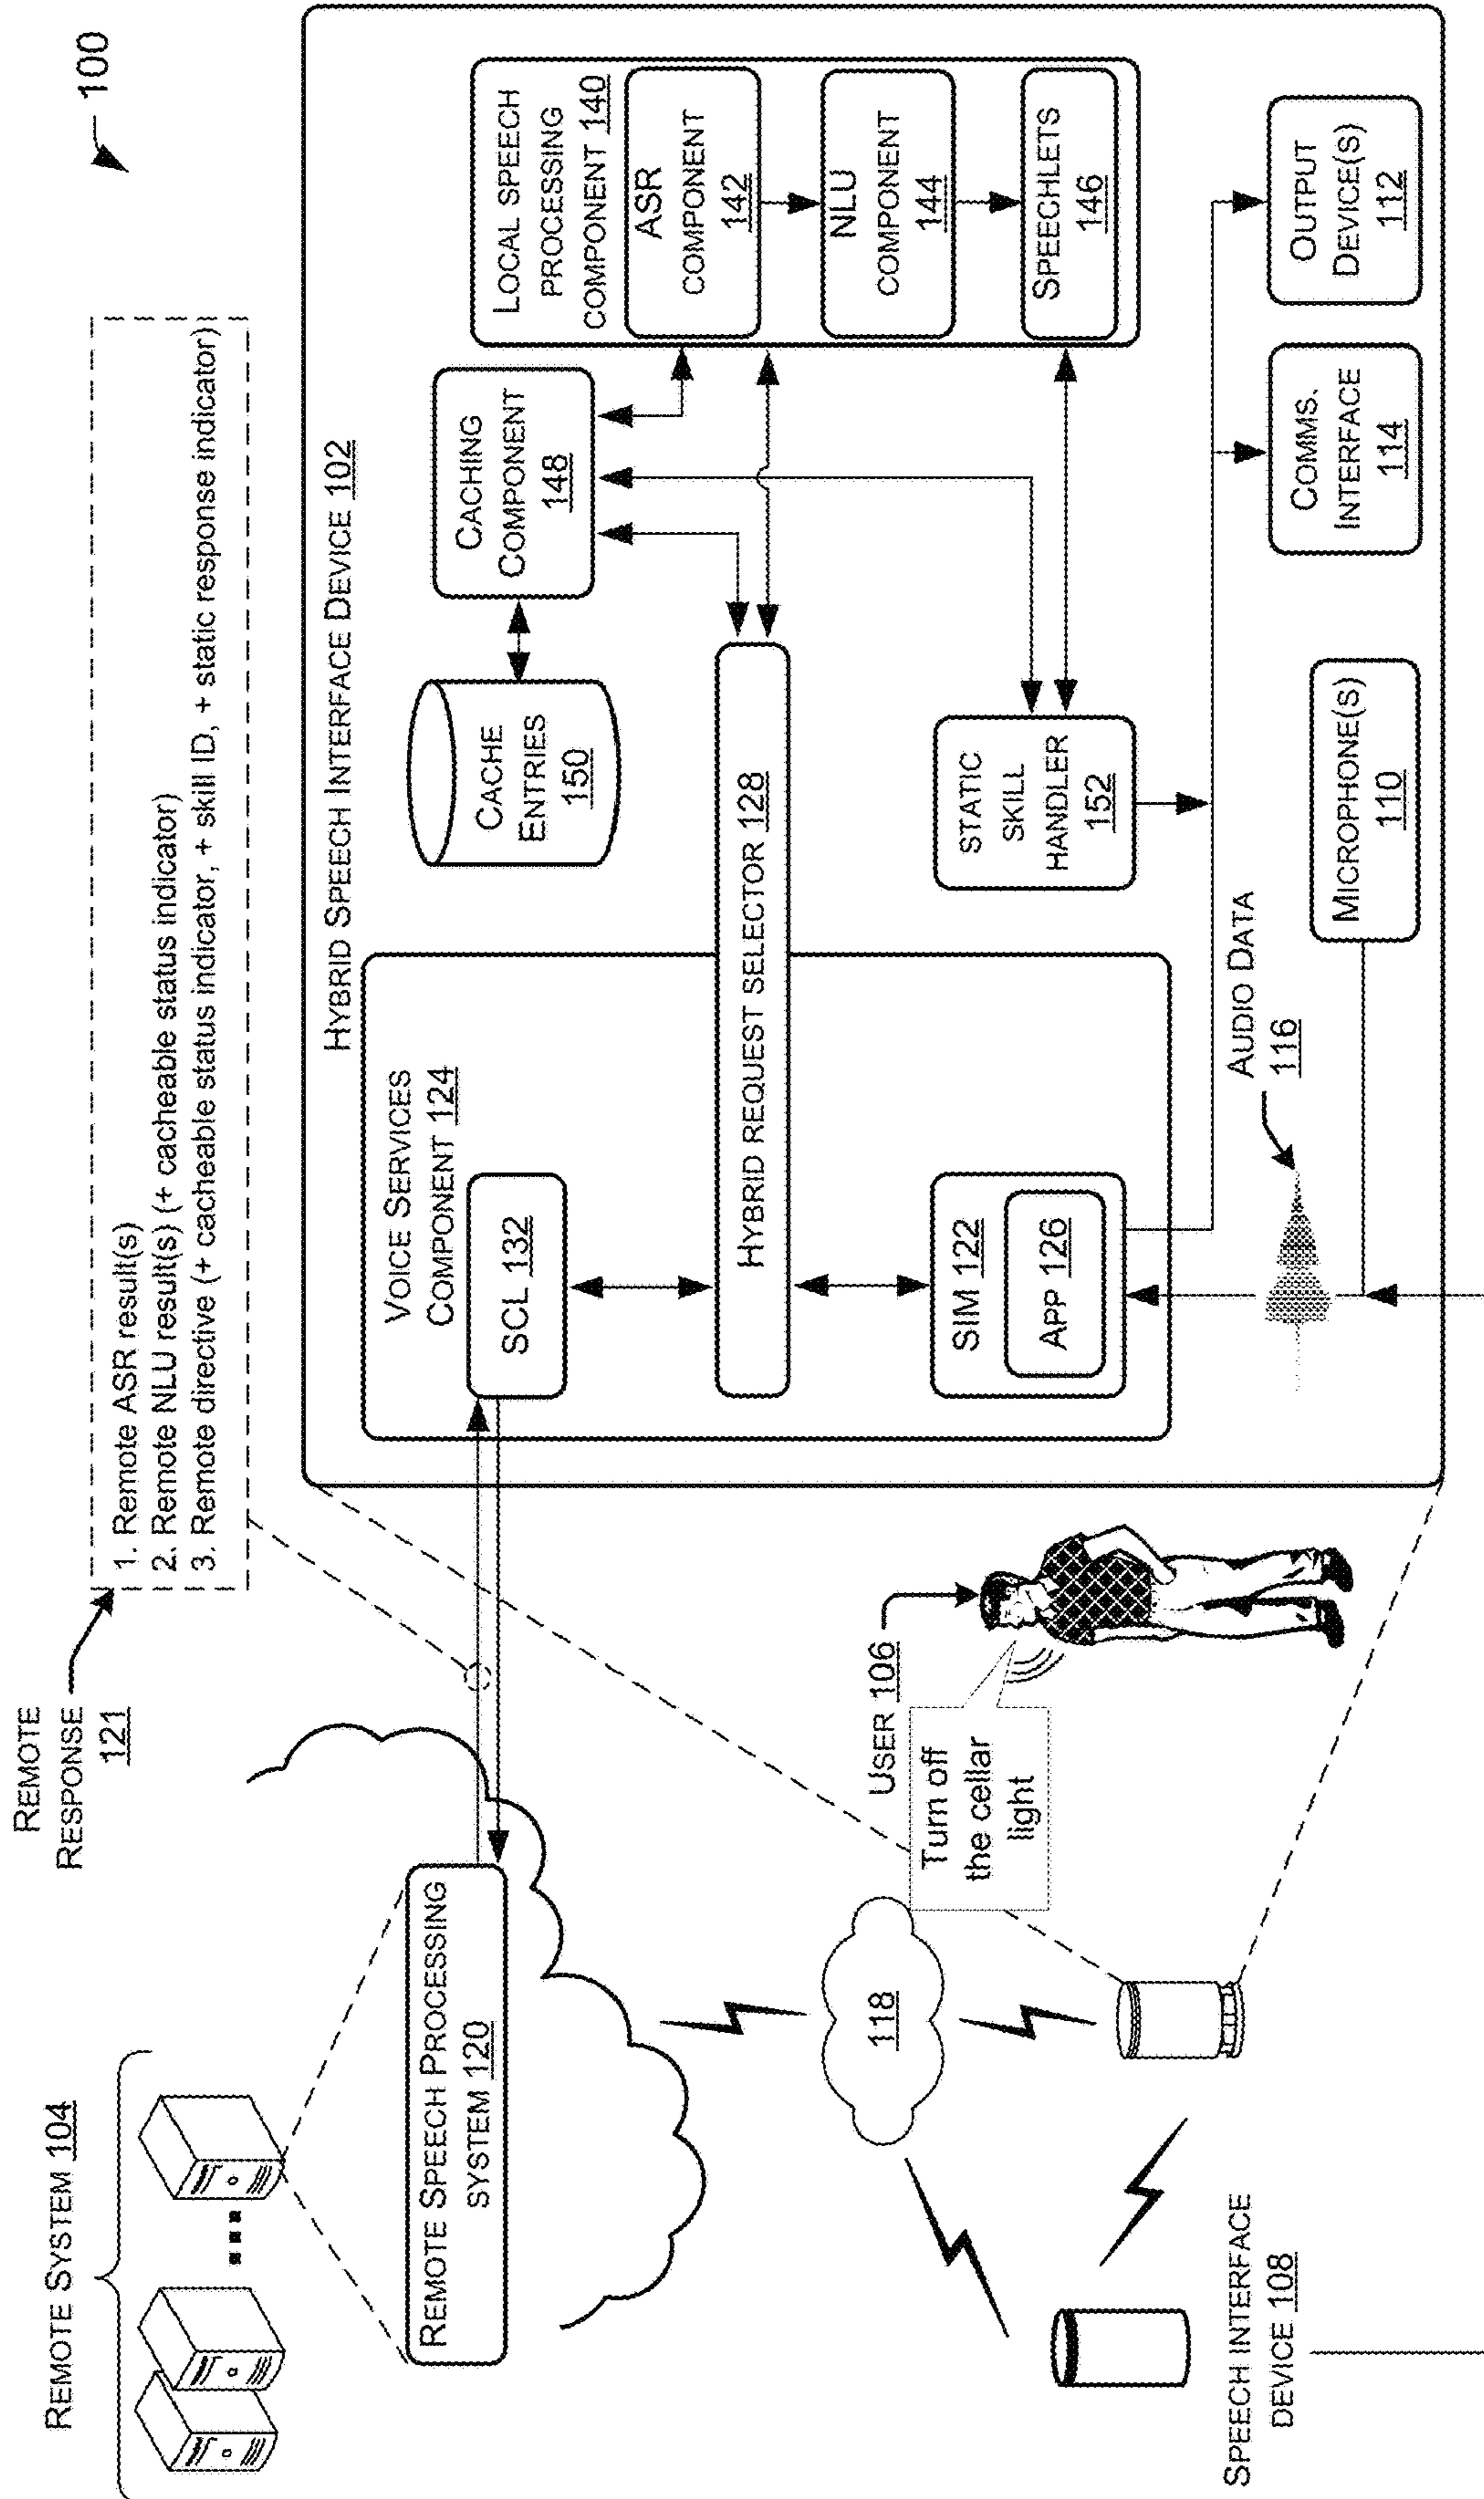 100
REMOTE SYSTEM 104
REMOTE
RESPONSE
121
1. Remote ASR result(s)
2. Remote NLU result(s) (+ cacheable status indicator)
3. Remote directive (+ cacheable status indicator, + skill ID, + static response indicator)
REMOTE SPEECH PROCESSING
SYSTEM 120
118
USER 106
Turn off
the cellar
light
SPEECH INTERFACE
DEVICE 108
HYBRID SPEECH INTERFACE DEVICE 102
VOICE SERVICES
COMPONENT 124
SCL 132
HYBRID REQUEST SELECTOR 128
SIM 122
APP 126
AUDIO DATA
116
MICROPHONE(S)
110
CACHE
ENTRIES
150
CACHING
COMPONENT
148
STATIC
SKILL
HANDLER
152
LOCAL SPEECH
PROCESSING
COMPONENT 140
ASR
COMPONENT
142
NLU
COMPONENT
144
SPEECHLETS
146
COMMS.
INTERFACE
114
OUTPUT
DEVICE(S)
112